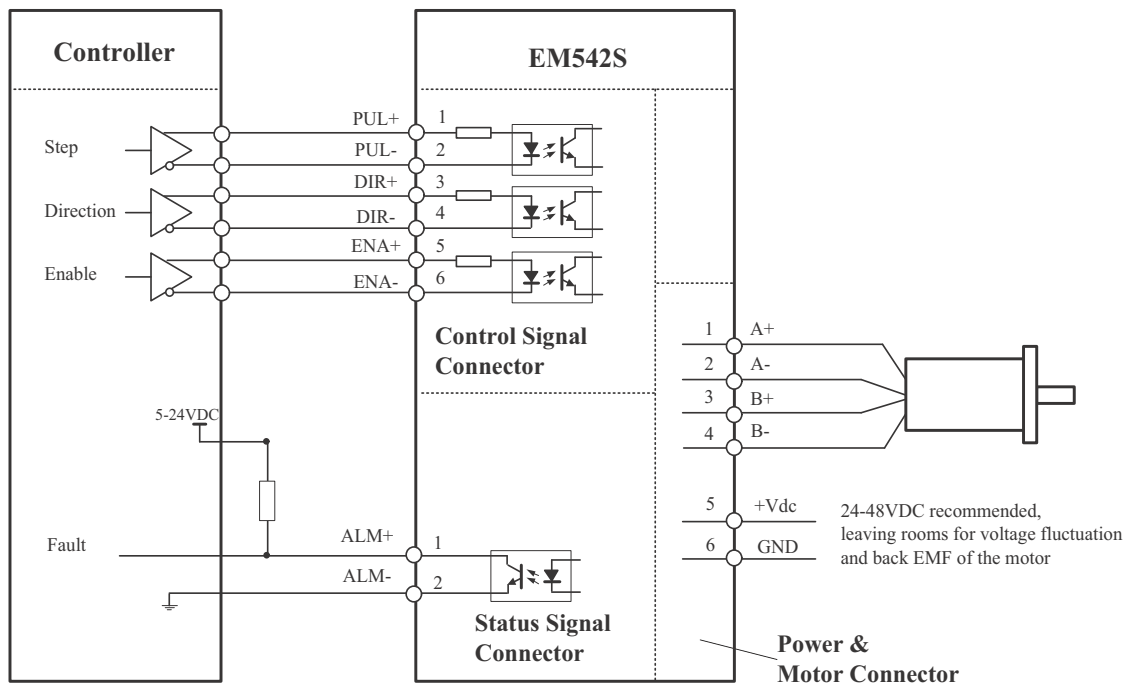 Controller
EM542S
Step
PUL+
1
PUL-
2
Direction
DIR+
3
DIR-
4
Enable
ENA+
5
ENA-
6
Control Signal
Connector
1
A+
2
A-
3
B+
4
B-
5-24VDC
5
+Vdc
6
GND
24-48VDC recommended,
leaving rooms for voltage fluctuation
and back EMF of the motor
Fault
ALM+
1
ALM-
2
Status Signal
Connector
Power &
Motor Connector